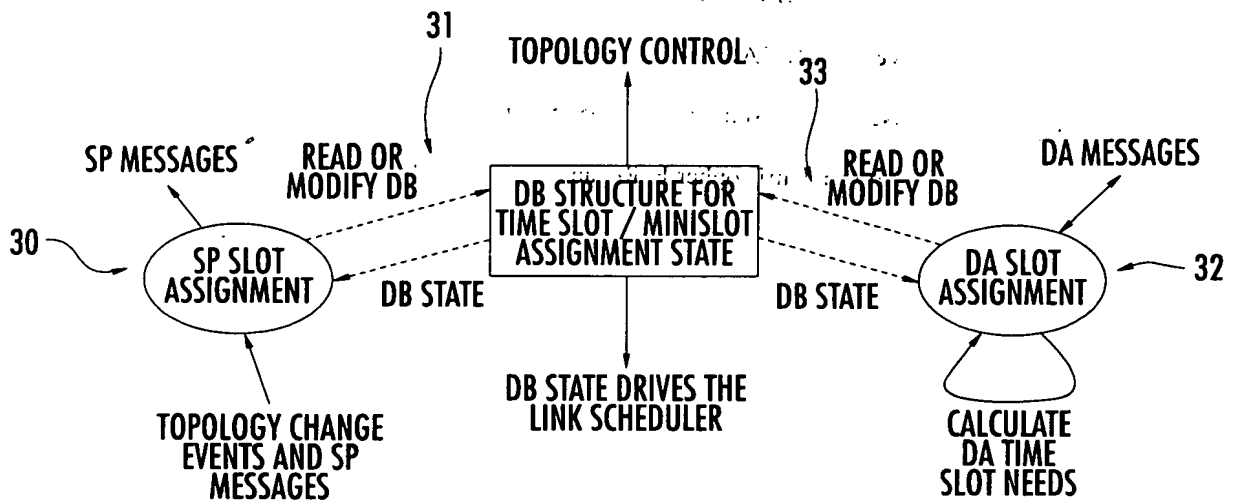 31
TOPOLOGY CONTROL
33
SP MESSAGES
READ OR
MODIFY DB
READ OR
MODIFY DB
DA MESSAGES
30
SP SLOT
ASSIGNMENT
DB STRUCTURE FOR
TIME SLOT / MINISLOT
ASSIGNMENT STATE
DA SLOT
ASSIGNMENT
32
DB STATE
DB STATE
TOPOLOGY CHANGE
EVENTS AND SP
MESSAGES
DB STATE DRIVES THE
LINK SCHEDULER
CALCULATE
DA TIME
SLOT NEEDS